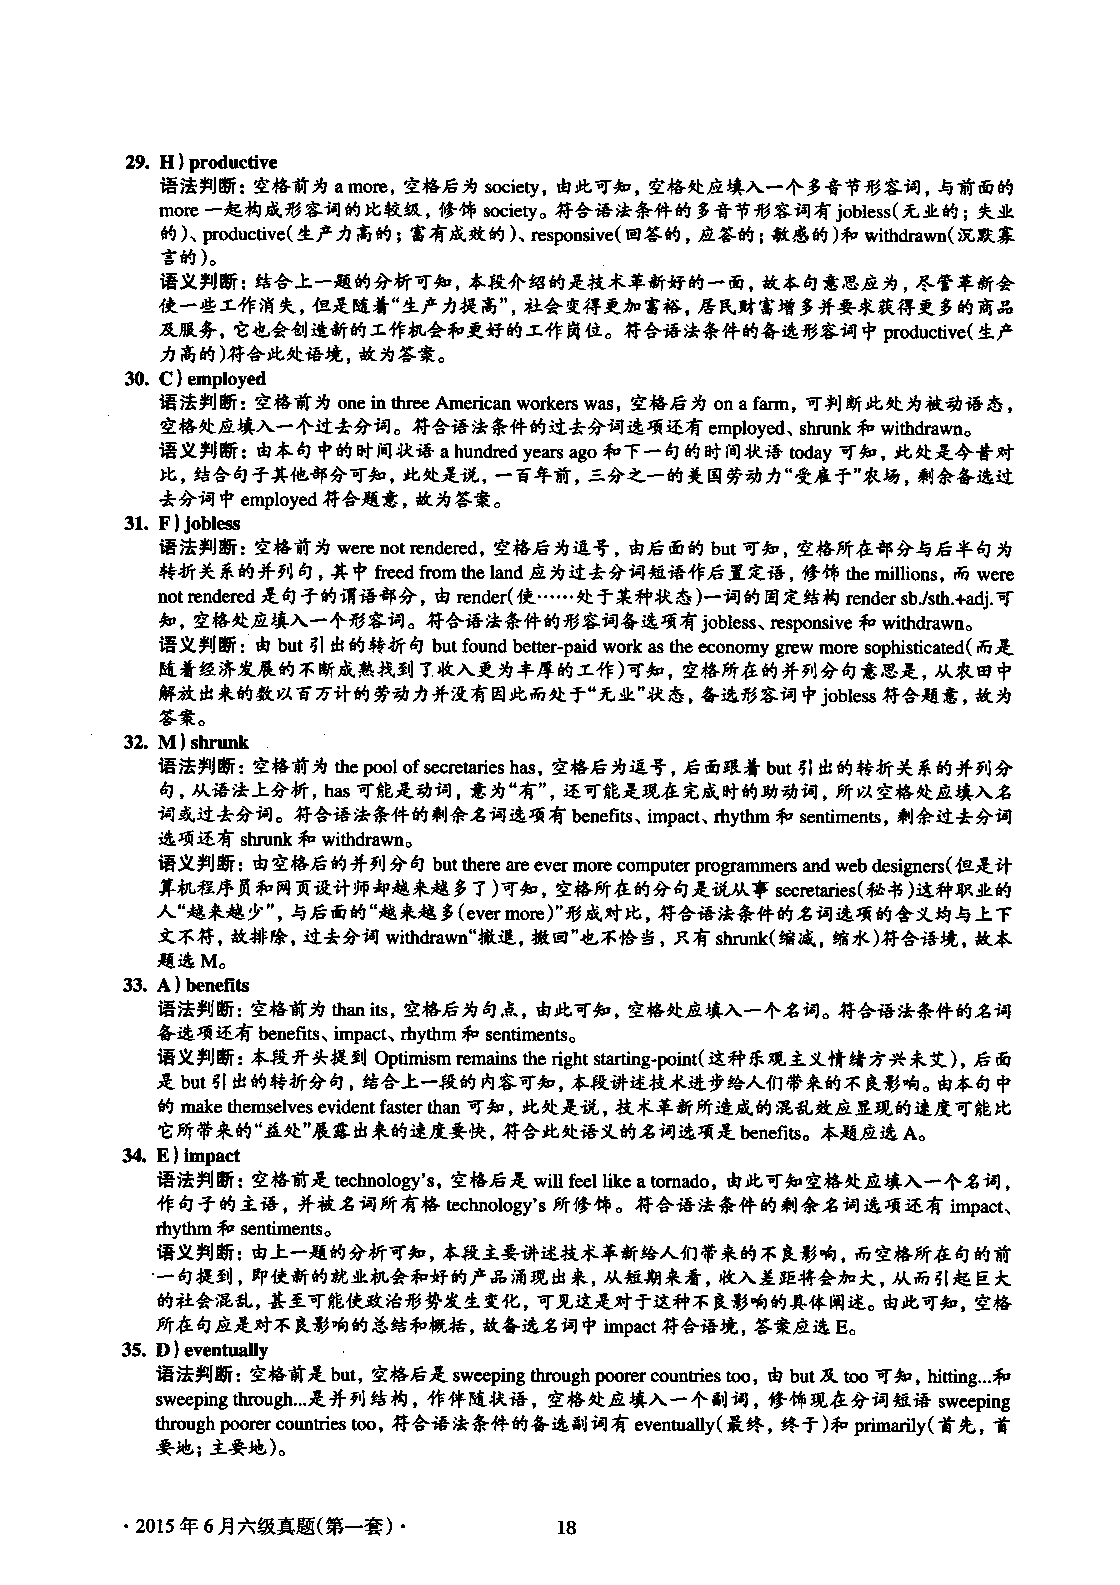 29. H) productive
语法判断：空格前为 a more，空格后为 society，由此可知，空格处应填入一个多音节形容词，与前面的
more 一起构成形容词的比较级，修饰 society。符合语法条件的多音节形容词有 jobless(无业的；失业
的)、productive(生产力高的；富有成效的)、responsive(回答的，应答的；敏感的)和 withdrawn(沉默寡
言的)。
语义判断：结合上一题的分析可知，本段介绍的是技术革新好的一面，故本句意思应为，尽管革新会
使一些工作消失，但是随着“生产力提高”，社会变得更加富裕，居民财富增多并要求获得更多的商品
及服务，它也会创造新的工作机会和更好的工作岗位。符合语法条件的备选形容词中 productive(生产
力高的)符合此处语境，故为答案。
30. C) employed
语法判断：空格前为 one in three American workers was，空格后为 on a farm，可判断此处为被动语态，
空格处应填入一个过去分词。符合语法条件的过去分词选项还有 employed、shrunk 和 withdrawn。
语义判断：由本句中的时间状语 a hundred years ago 和下一句的时间状语 today 可知，此处是今昔对
比，结合句子其他部分可知，此处是说，一百年前，三分之一的美国劳动力“受雇于”农场，剩余备选过
去分词中 employed 符合题意，故为答案。
31. F) jobless
语法判断：空格前为 were not rendered，空格后为逗号，由后面的 but 可知，空格所在部分与后半句为
转折关系的并列句，其中 freed from the land 应为过去分词短语作后置定语，修饰 the millions，而 were
not rendered 是句子的谓语部分，由 render(使……处于某种状态)一词的固定结构 render sb./sth.+adj.可
知，空格处应填入一个形容词。符合语法条件的形容词备选项有 jobless、responsive 和 withdrawn。
语义判断：由 but 引出的转折句 but found better-paid work as the economy grew more sophisticated(而是
随着经济发展的不断成熟找到了收入更为丰厚的工作)可知，空格所在的并列分句意思是，从农田中
解放出来的数以百万计的劳动力并没有因此而处于“无业”状态，备选形容词中 jobless 符合题意，故为
答案。
32. M) shrunk
语法判断：空格前为 the pool of secretaries has，空格后为逗号，后面跟着 but 引出的转折关系的并列分
句，从语法上分析，has 可能是动词，意为“有”，还可能是现在完成时的助动词，所以空格处应填入名
词或过去分词。符合语法条件的剩余名词选项有 benefits、impact、rhythm 和 sentiments，剩余过去分词
选项还有 shrunk 和 withdrawn。
语义判断：由空格后的并列分句 but there are ever more computer programmers and web designers(但是计
算机程序员和网页设计师却越来越多了)可知，空格所在的分句是说从事 secretaries(秘书)这种职业的
人“越来越少”，与后面的“越来越多(ever more)”形成对比，符合语法条件的名词选项的含义均与上下
文不符，故排除，过去分词 withdrawn“撤退，撤回”也不恰当，只有 shrunk(缩减，缩水)符合语境，故本
题选 M。
33. A) benefits
语法判断：空格前为 than its，空格后为句点，由此可知，空格处应填入一个名词。符合语法条件的名词
备选项还有 benefits、impact、rhythm 和 sentiments。
语义判断：本段开头提到 Optimism remains the right starting-point(这种乐观主义情绪方兴未艾)，后面
是 but 引出的转折分句，结合上一段的内容可知，本段讲述技术进步给人们带来的不良影响。由本句中
的 make themselves evident faster than 可知，此处是说，技术革新所造成的混乱效应显现的速度可能比
它所带来的“益处”展露出来的速度要快，符合此处语义的名词选项是 benefits。本题应选 A。
34. E) impact
语法判断：空格前是 technology's，空格后是 will feel like a tornado，由此可知空格处应填入一个名词，
作句子的主语，并被名词所有格 technology's 所修饰。符合语法条件的剩余名词选项还有 impact、
rhythm 和 sentiments。
语义判断：由上一题的分析可知，本段主要讲述技术革新给人们带来的不良影响，而空格所在句的前
一句提到，即使新的就业机会和好的产品涌现出来，从短期来看，收入差距将会加大，从而引起巨大
的社会混乱，甚至可能使政治形势发生变化，可见这是对于这种不良影响的具体阐述。由此可知，空格
所在句应是对不良影响的总结和概括，故备选名词中 impact 符合语境，答案应选 E。
35. D) eventually
语法判断：空格前是 but，空格后是 sweeping through poorer countries too，由 but 及 too 可知，hitting...和
sweeping through...是并列结构，作伴随状语，空格处应填入一个副词，修饰现在分词短语 sweeping
through poorer countries too，符合语法条件的备选副词有 eventually(最终，终于)和 primarily(首先，首
要地；主要地)。
·2015 年 6 月六级真题(第一套)·
18